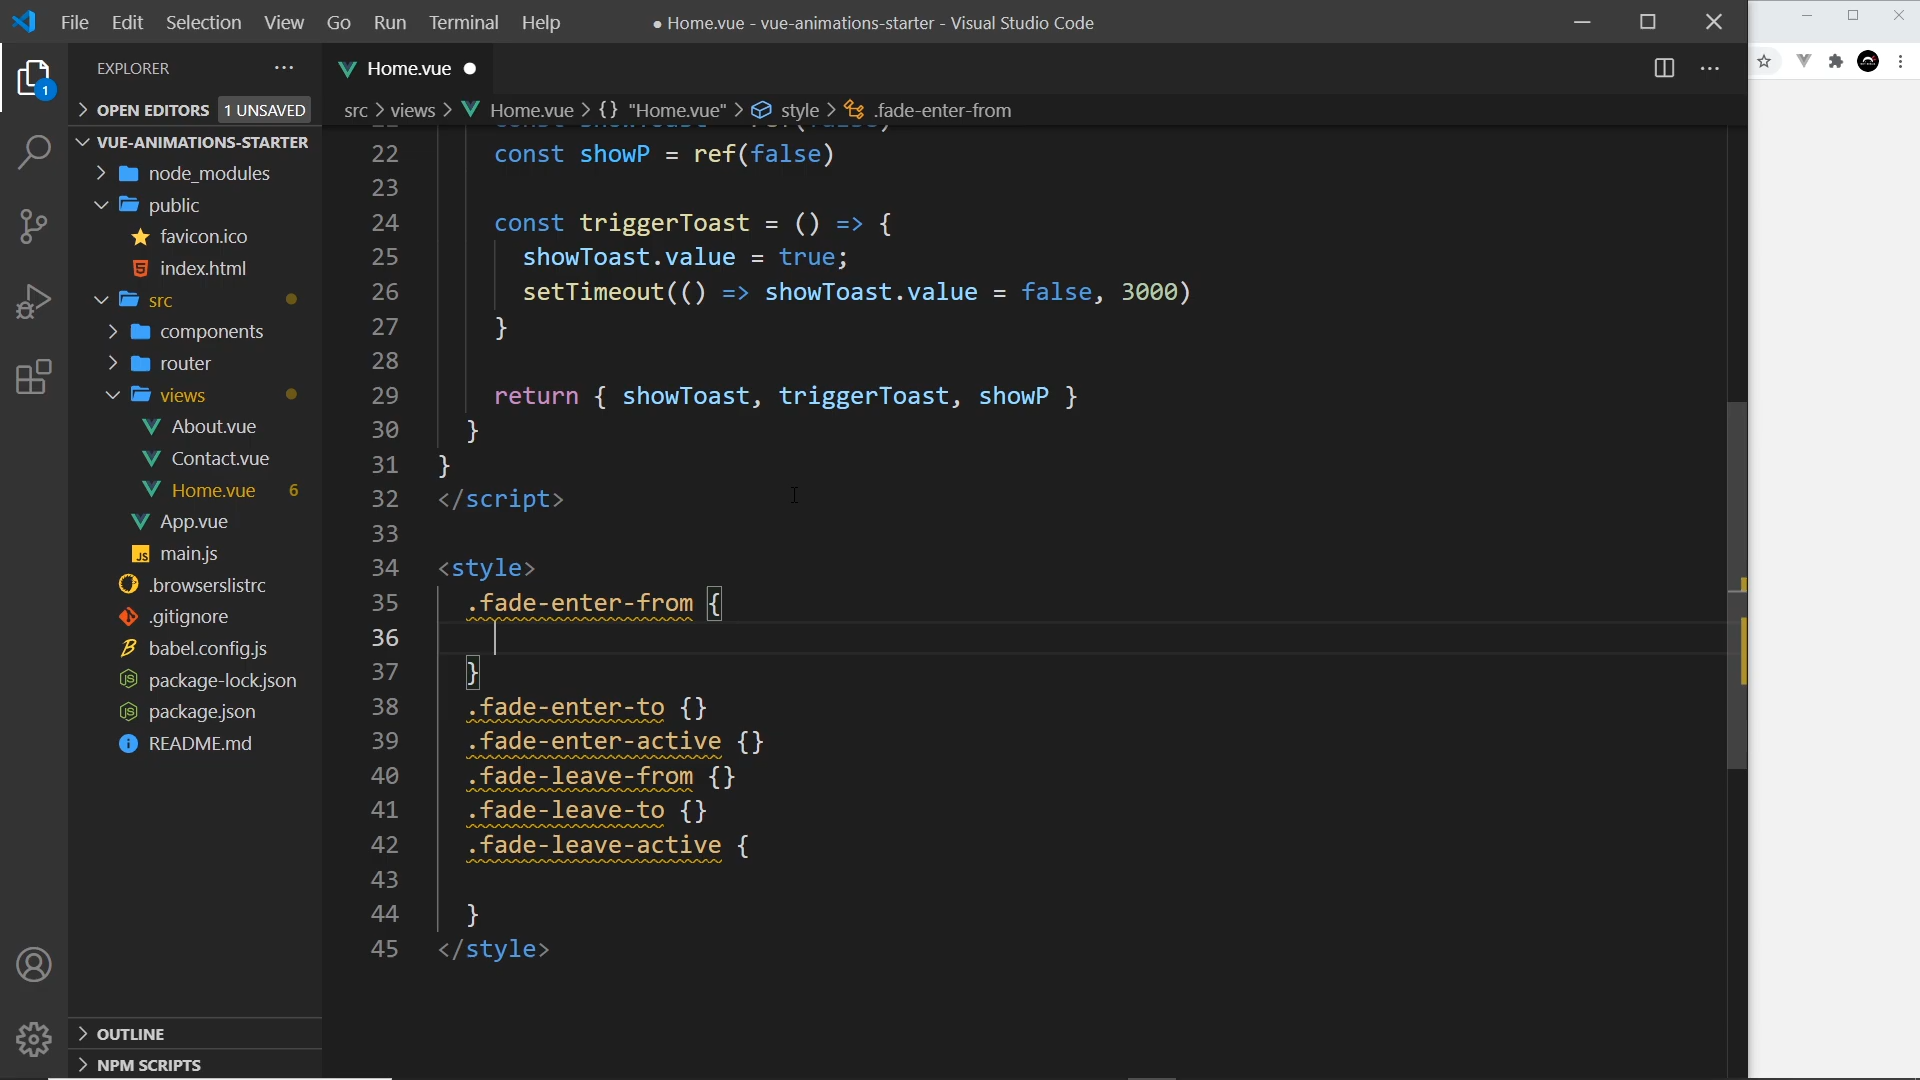 File Edit Selection View Go Run Terminal Help
● Home.vue - vue-animations-starter - Visual Studio Code
EXPLORER
Home.vue
OPEN EDITORS 1 UNSAVED
src > views > Home.vue > {} "Home.vue" > style > .fade-enter-from
VUE-ANIMATIONS-STARTER
node_modules
public
favicon.ico
index.html
src
components
router
views
About.vue
Contact.vue
Home.vue 6
App.vue
main.js
.browserslistrc
.gitignore
babel.config.js
package-lock.json
package.json
README.md
OUTLINE
NPM SCRIPTS
1
22 const showP = ref(false)
23
24 const triggerToast = () => {
25 showToast.value = true;
26 setTimeout(() => showToast.value = false, 3000)
27 }
28
29 return { showToast, triggerToast, showP }
30 }
31 }
32 </script>
33
34 <style>
35 .fade-enter-from {
36
37 }
38 .fade-enter-to {}
39 .fade-enter-active {}
40 .fade-leave-from {}
41 .fade-leave-to {}
42 .fade-leave-active {
43
44 }
45 </style>